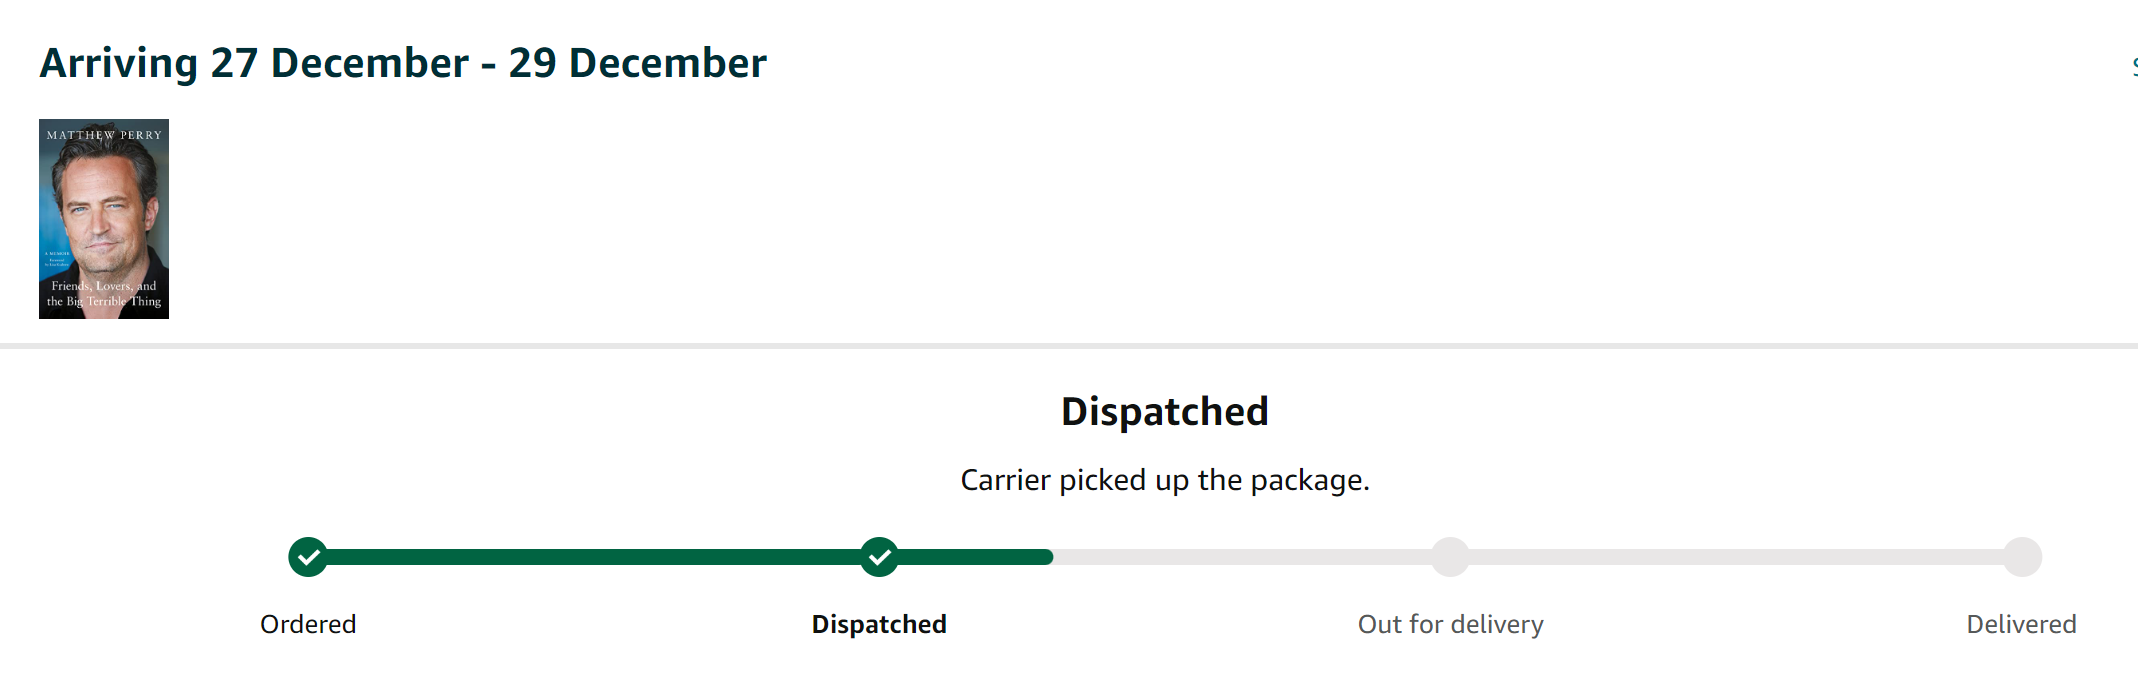 Arriving 27 December - 29 December
MATTHEW PERRY
A MEMOIR
Friends, Lovers, and
the Big Terrible Thing
Dispatched
Carrier picked up the package.
Ordered
Dispatched
Out for delivery
Delivered